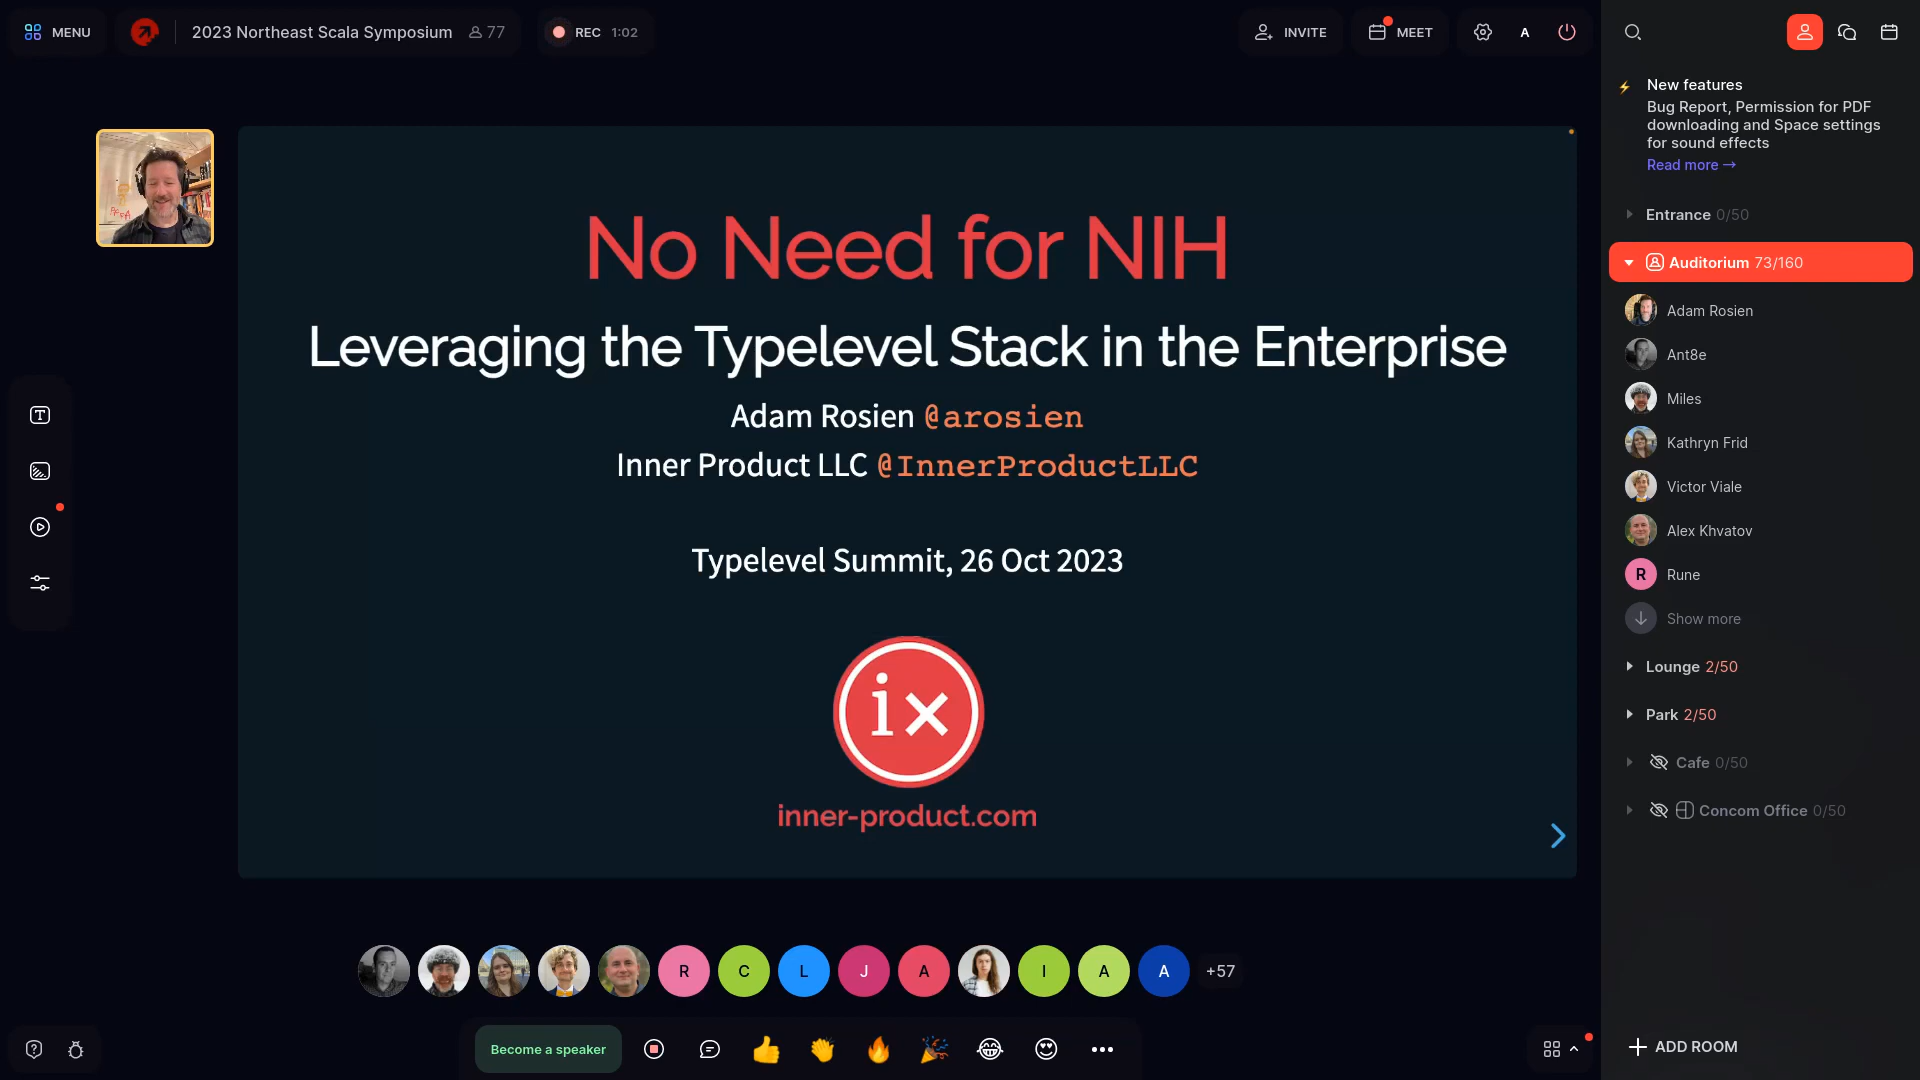 MENU
2023 Northeast Scala Symposium 77
REC 1:02
INVITE
MEET
A
New features
Bug Report, Permission for PDF
downloading and Space settings
for sound effects
Read more →
Entrance 0/50
Auditorium 73/160
Adam Rosien
Ant8e
Miles
Kathryn Frid
Victor Viale
Alex Khvatov
R Rune
Show more
Lounge 2/50
Park 2/50
Cafe 0/50
Concom Office 0/50
ADD ROOM
No Need for NIH
Leveraging the Typelevel Stack in the Enterprise
Adam Rosien @arosien
Inner Product LLC @InnerProductLLC
Typelevel Summit, 26 Oct 2023
ix
inner-product.com
R C L J A I A A +57
Become a speaker